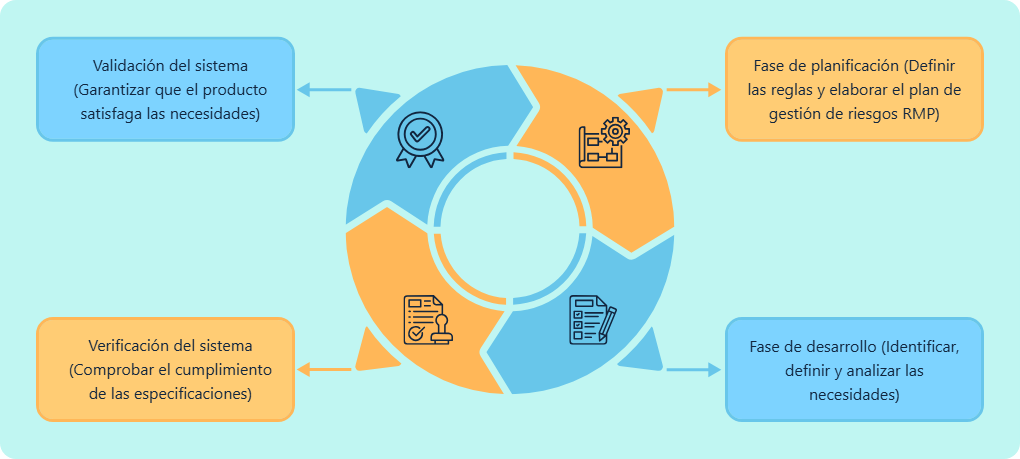 Validación del sistema
(Garantizar que el producto
satisfaga las necesidades)
Fase de planificación (Definir
las reglas y elaborar el plan de
gestión de riesgos RMP)
Verificación del sistema
(Comprobar el cumplimiento
de las especificaciones)
Fase de desarrollo (Identificar,
definir y analizar las
necesidades)